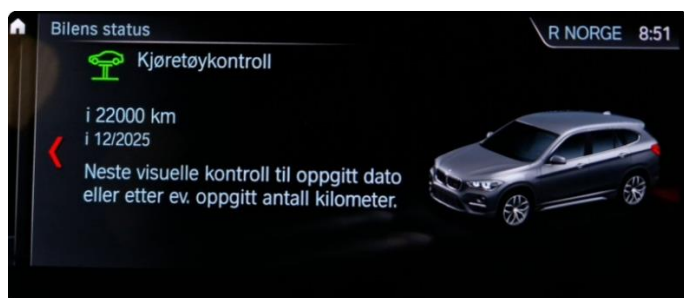 Bilens status
R NORGE 8:51
Kjøretøykontroll
i 22000 km
i 12/2025
Neste visuelle kontroll til oppgitt dato
eller etter ev. oppgitt antall kilometer.